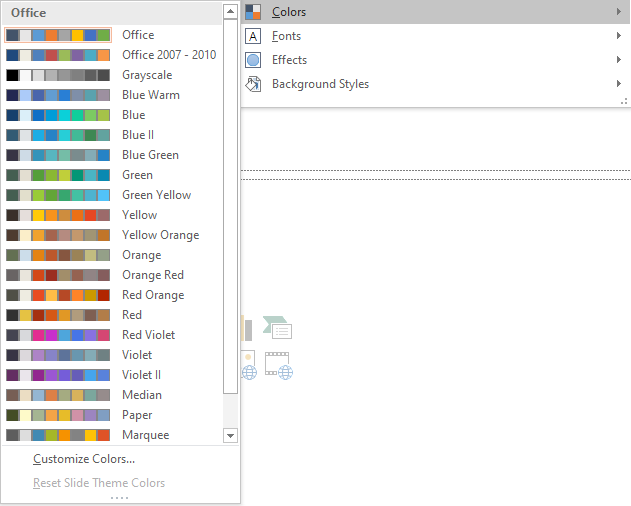 Office
Office
Office 2007 - 2010
Grayscale
Blue Warm
Blue
Blue II
Blue Green
Green
Green Yellow
Yellow
Yellow Orange
Orange
Orange Red
Red Orange
Red
Red Violet
Violet
Violet II
Median
Paper
Marquee
Customize Colors...
Reset Slide Theme Colors
Colors
A Fonts
Effects
Background Styles